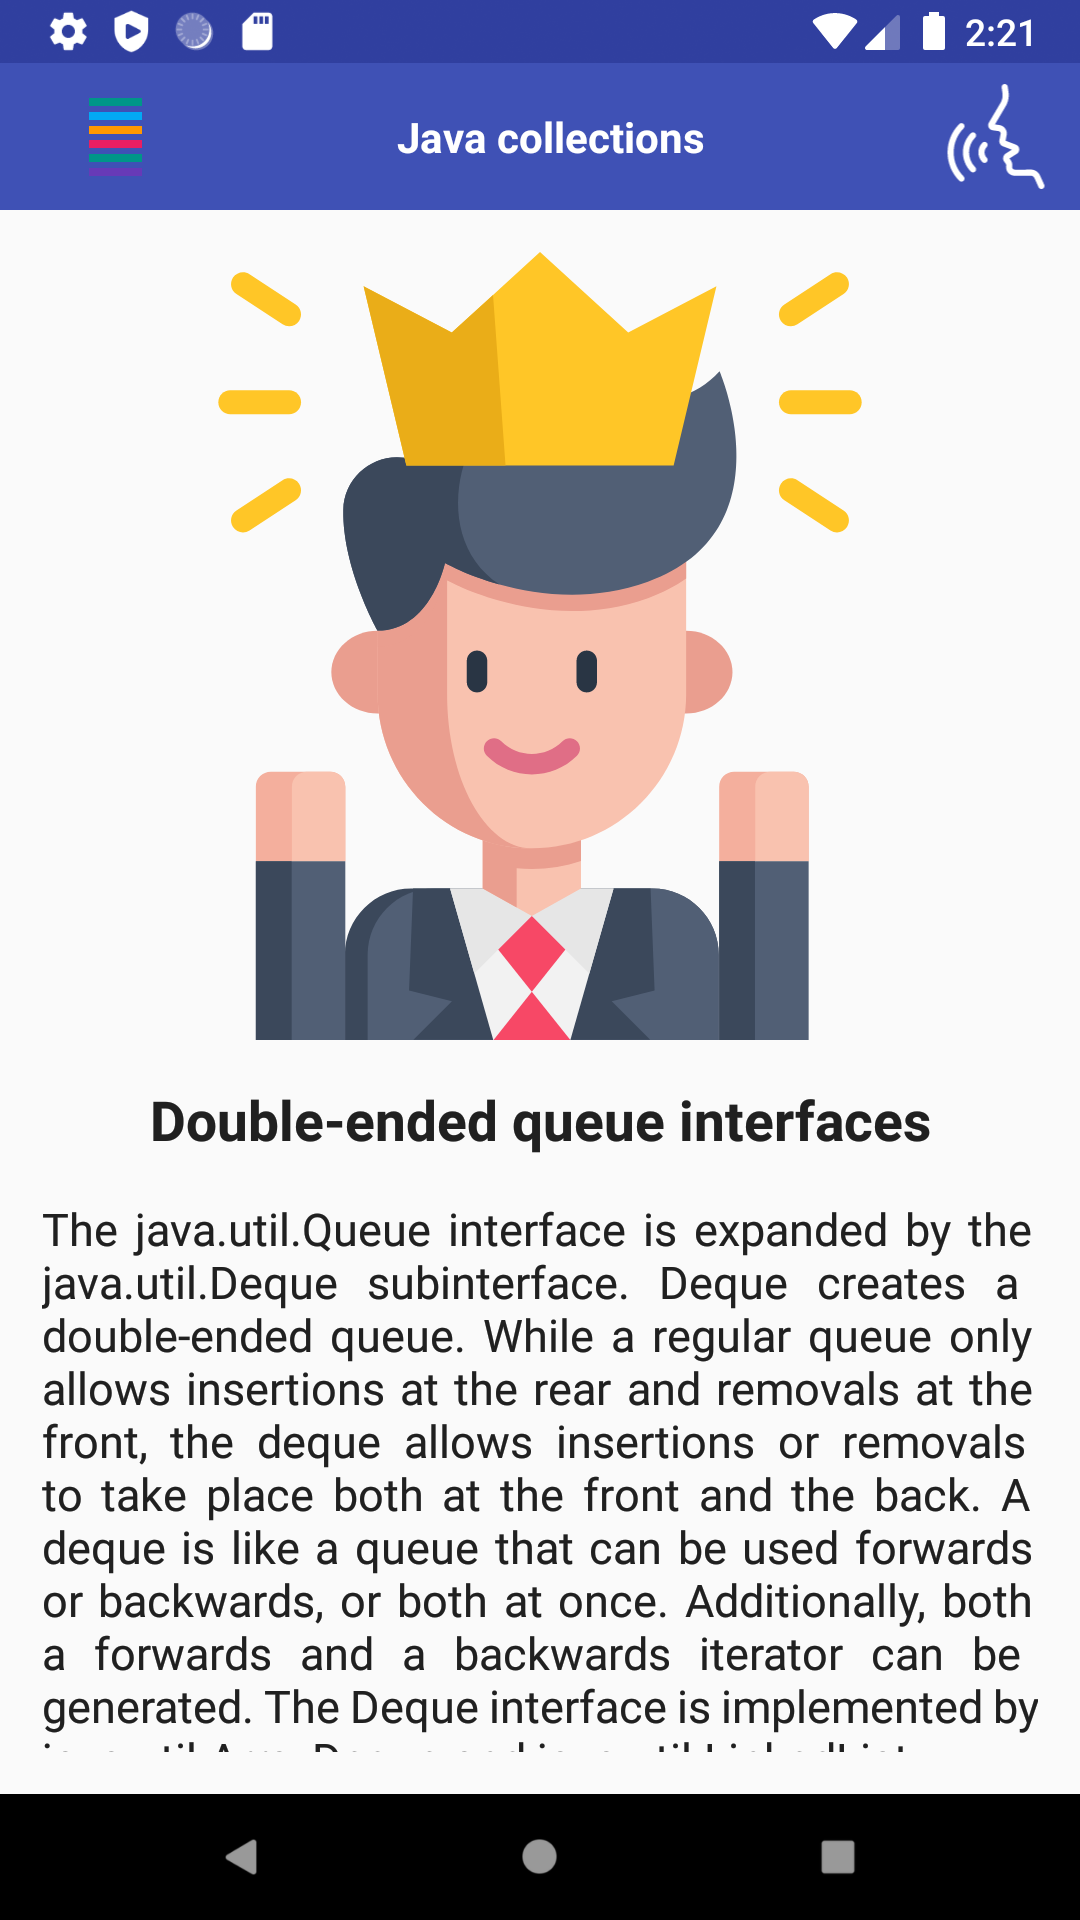 2:21
Java collections
Double-ended queue interfaces
The java.util.Queue interface is expanded by the
java.util.Deque subinterface. Deque creates a
double-ended queue. While a regular queue only
allows insertions at the rear and removals at the
front, the deque allows insertions or removals
to take place both at the front and the back. A
deque is like a queue that can be used forwards
or backwards, or both at once. Additionally, both
a forwards and a backwards iterator can be
generated. The Deque interface is implemented by